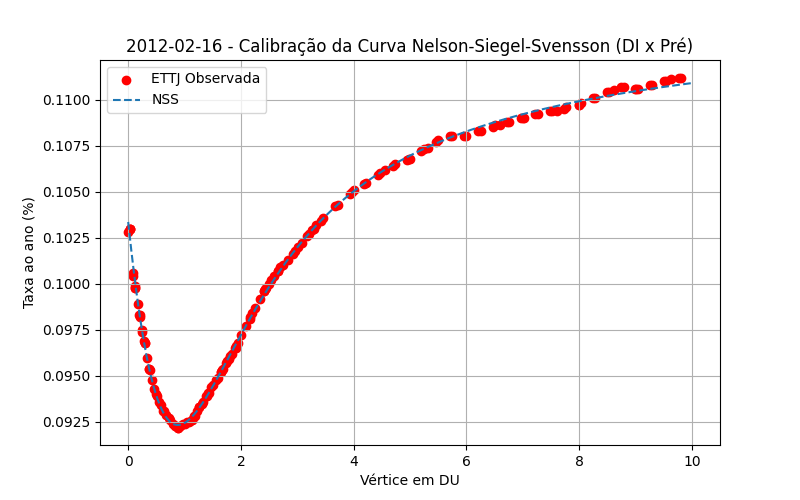 2012-02-16 - Calibração da Curva Nelson-Siegel-Svensson (DI x Pré)
ETTJ Observada
NSS
Taxa ao ano (%)
0.1100
0.1075
0.1050
0.1025
0.1000
0.0975
0.0950
0.0925
0 2 4 6 8 10
Vértice em DU